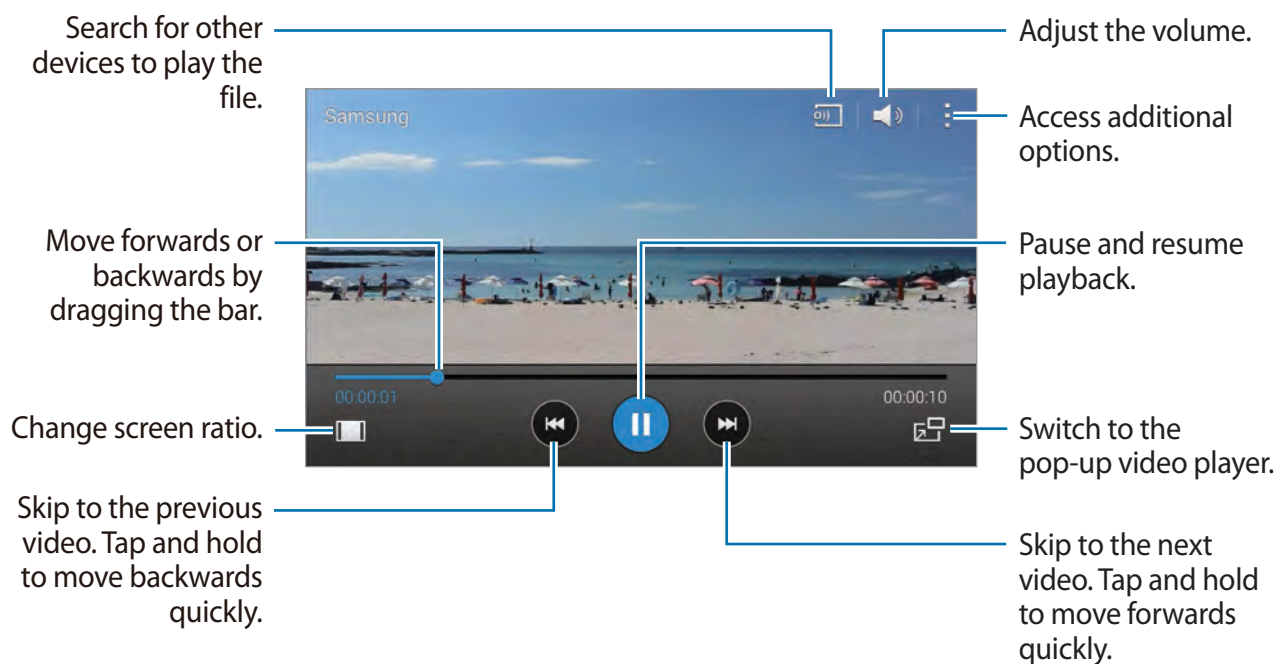 Search for other
devices to play the
file.
Adjust the volume.
Samsung
Access additional
options.
Move forwards or
backwards by
dragging the bar.
Pause and resume
playback.
00:00:01
00:00:10
Change screen ratio.
Switch to the
pop-up video player.
Skip to the previous
video. Tap and hold
to move backwards
quickly.
Skip to the next
video. Tap and hold
to move forwards
quickly.